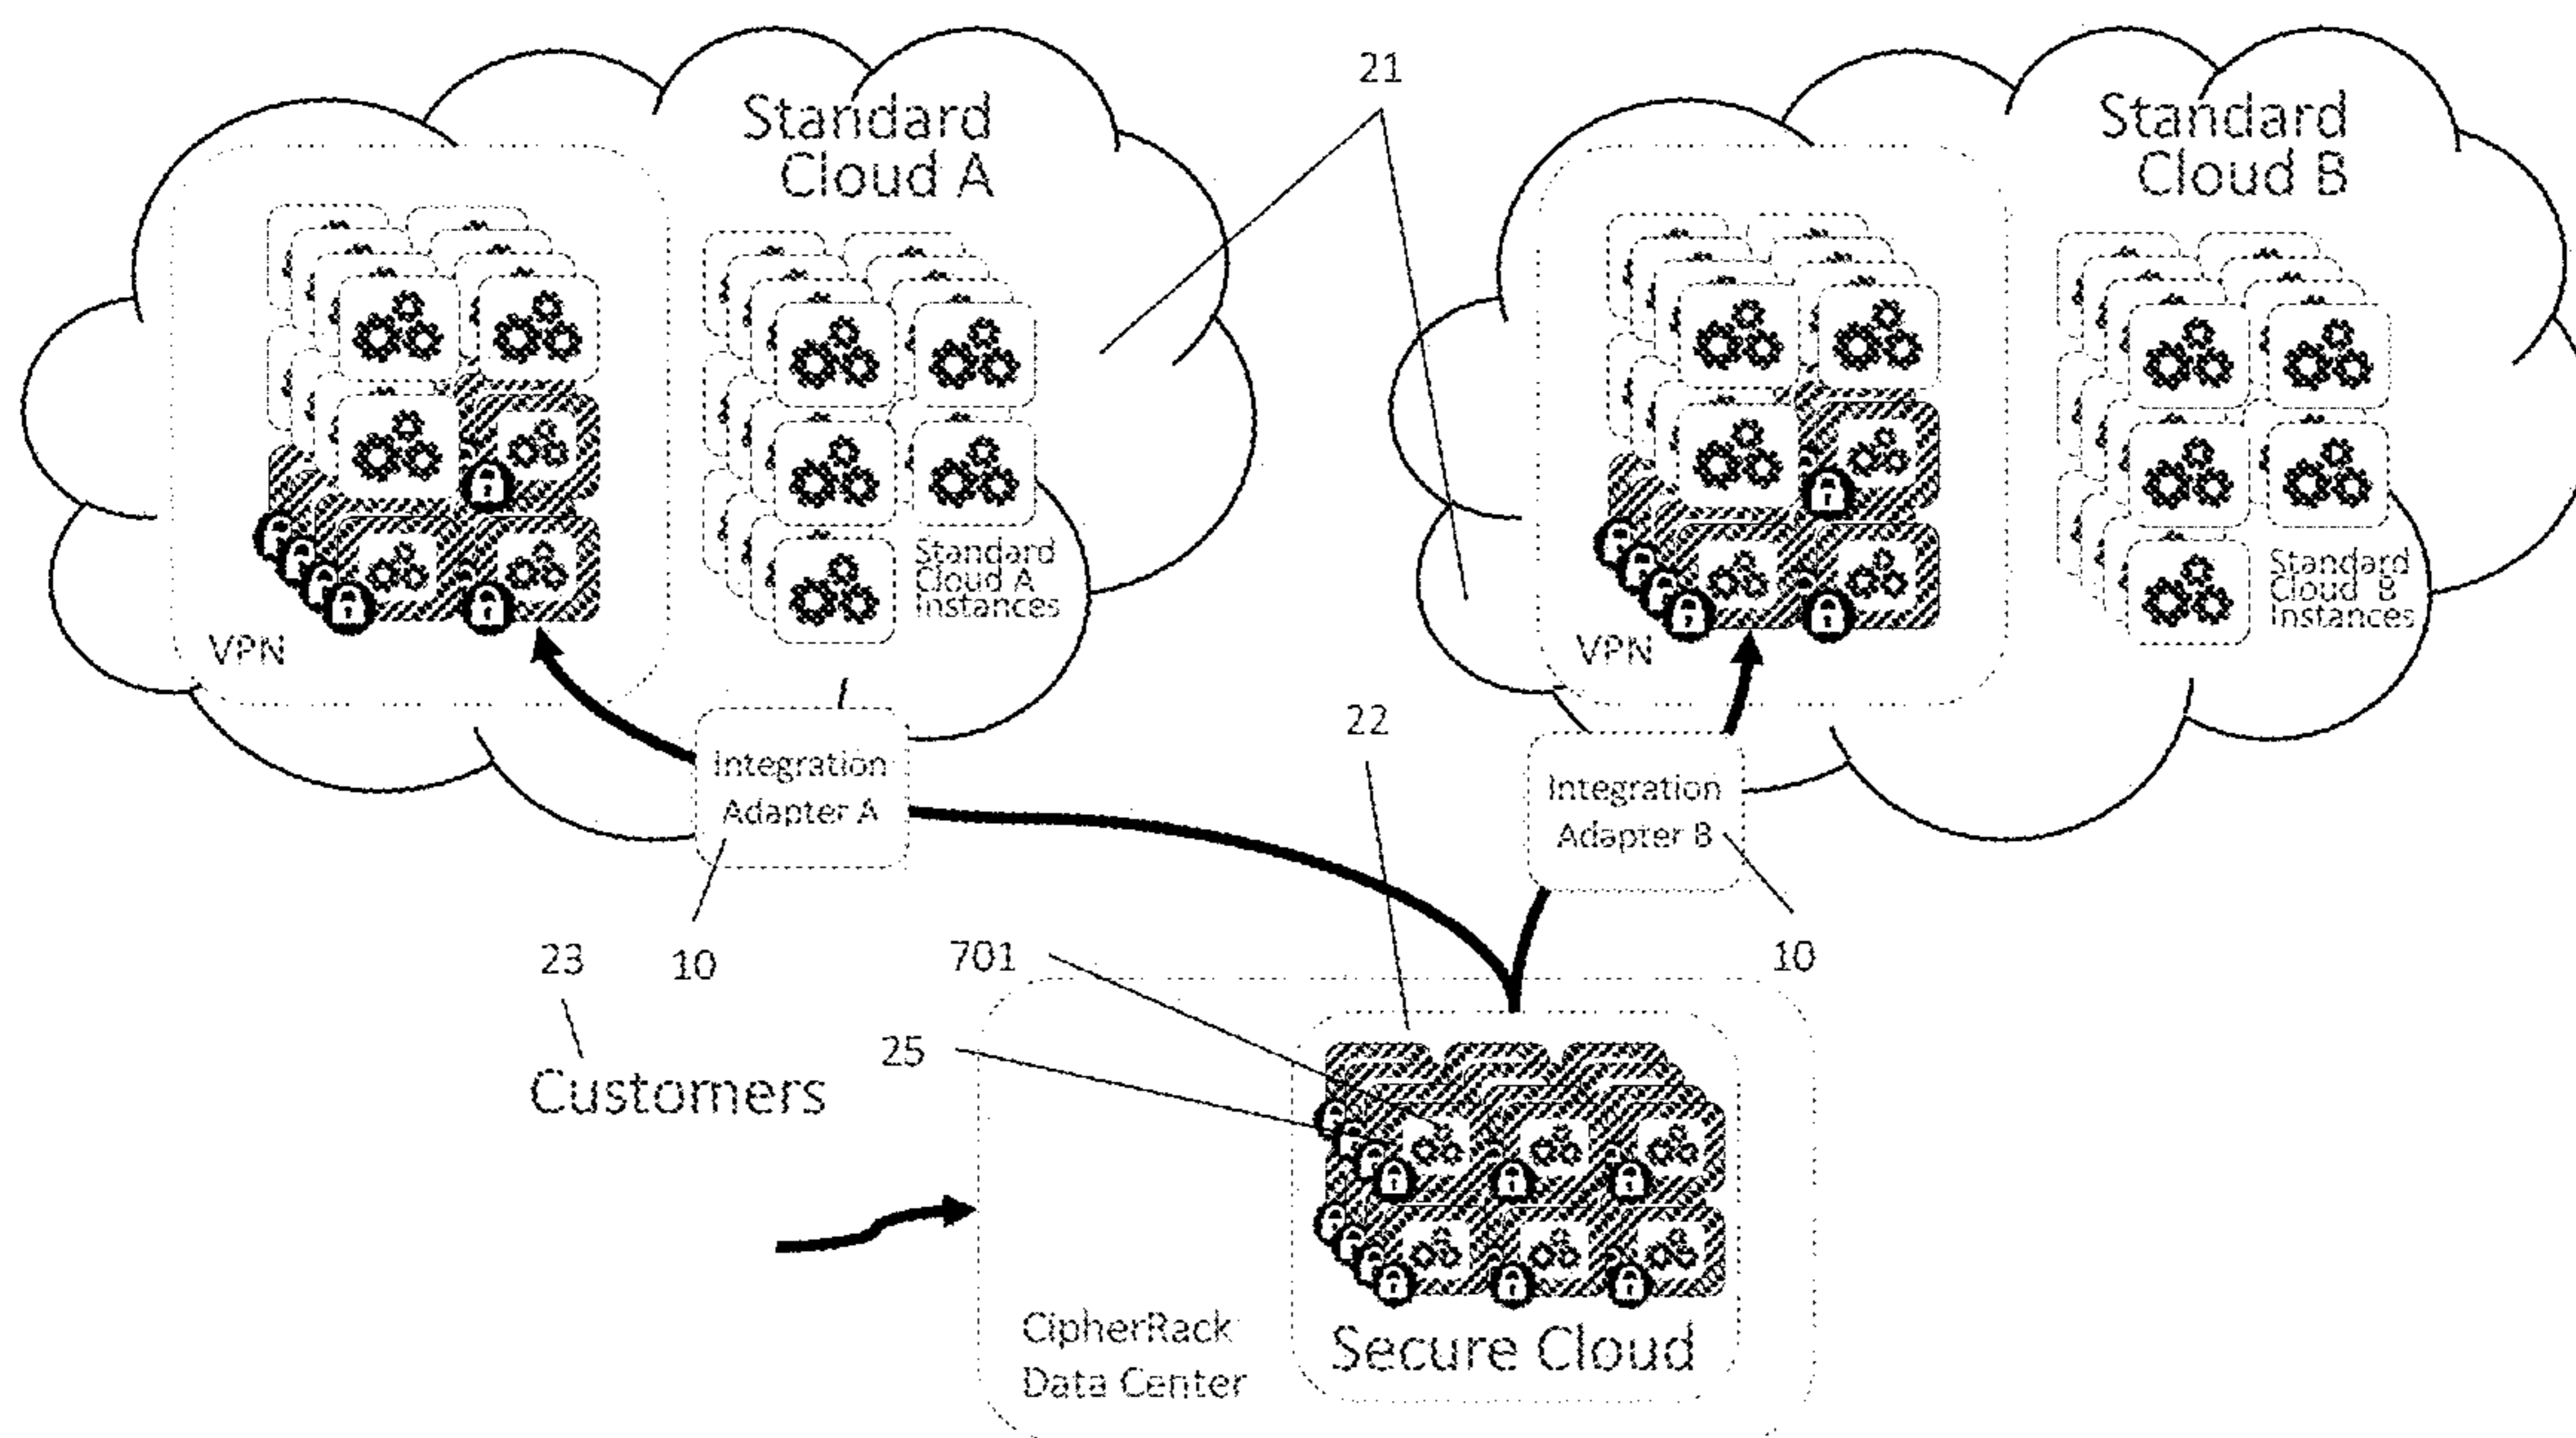 21
Standard
Cloud A
Standard
Cloud B
Standard
Cloud A
Instances
Standard
Cloud B
Instances
VPN
VPN
22
Integration
Adapter A
Integration
Adapter B
23
10
701
10
25
Customers
CipherRack
Data Center
Secure Cloud